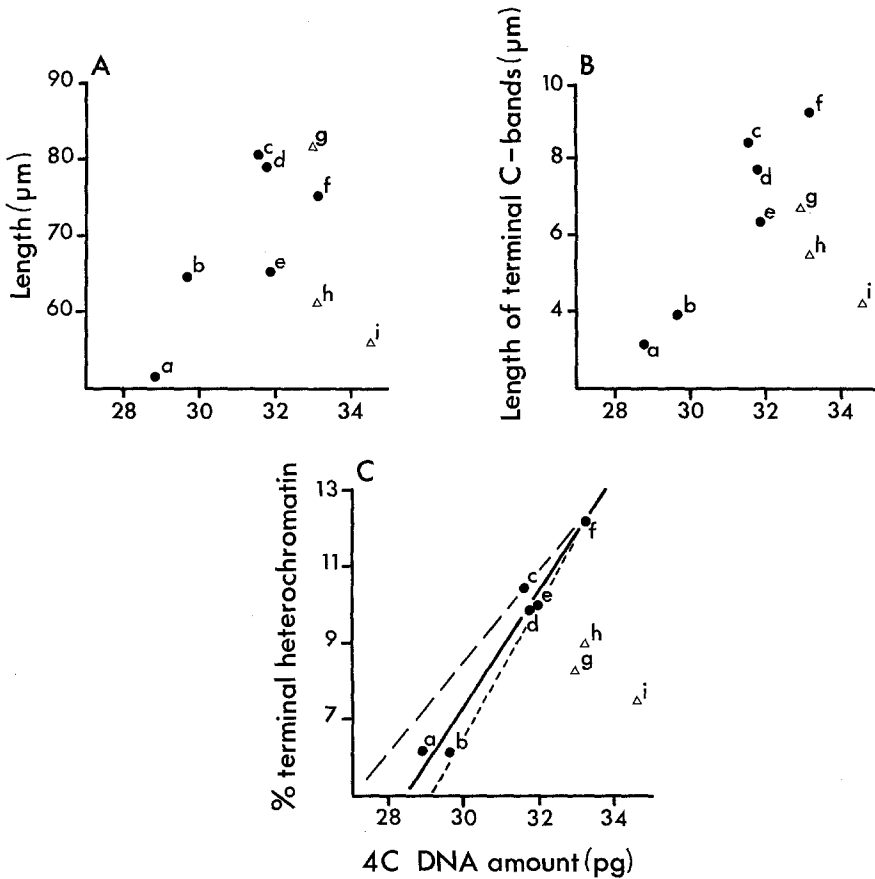 A
Length (μm)
90
80
70
60
28 30 32 34
a
b
c
d
e
f
g
h
i
B
Length of terminal C-bands (μm)
10
8
6
4
28 30 32 34
a
b
c
d
e
f
g
h
i
C
% terminal heterochromatin
13
11
9
7
28 30 32 34
a
b
c
d
e
f
g
h
i
4C DNA amount (pg)